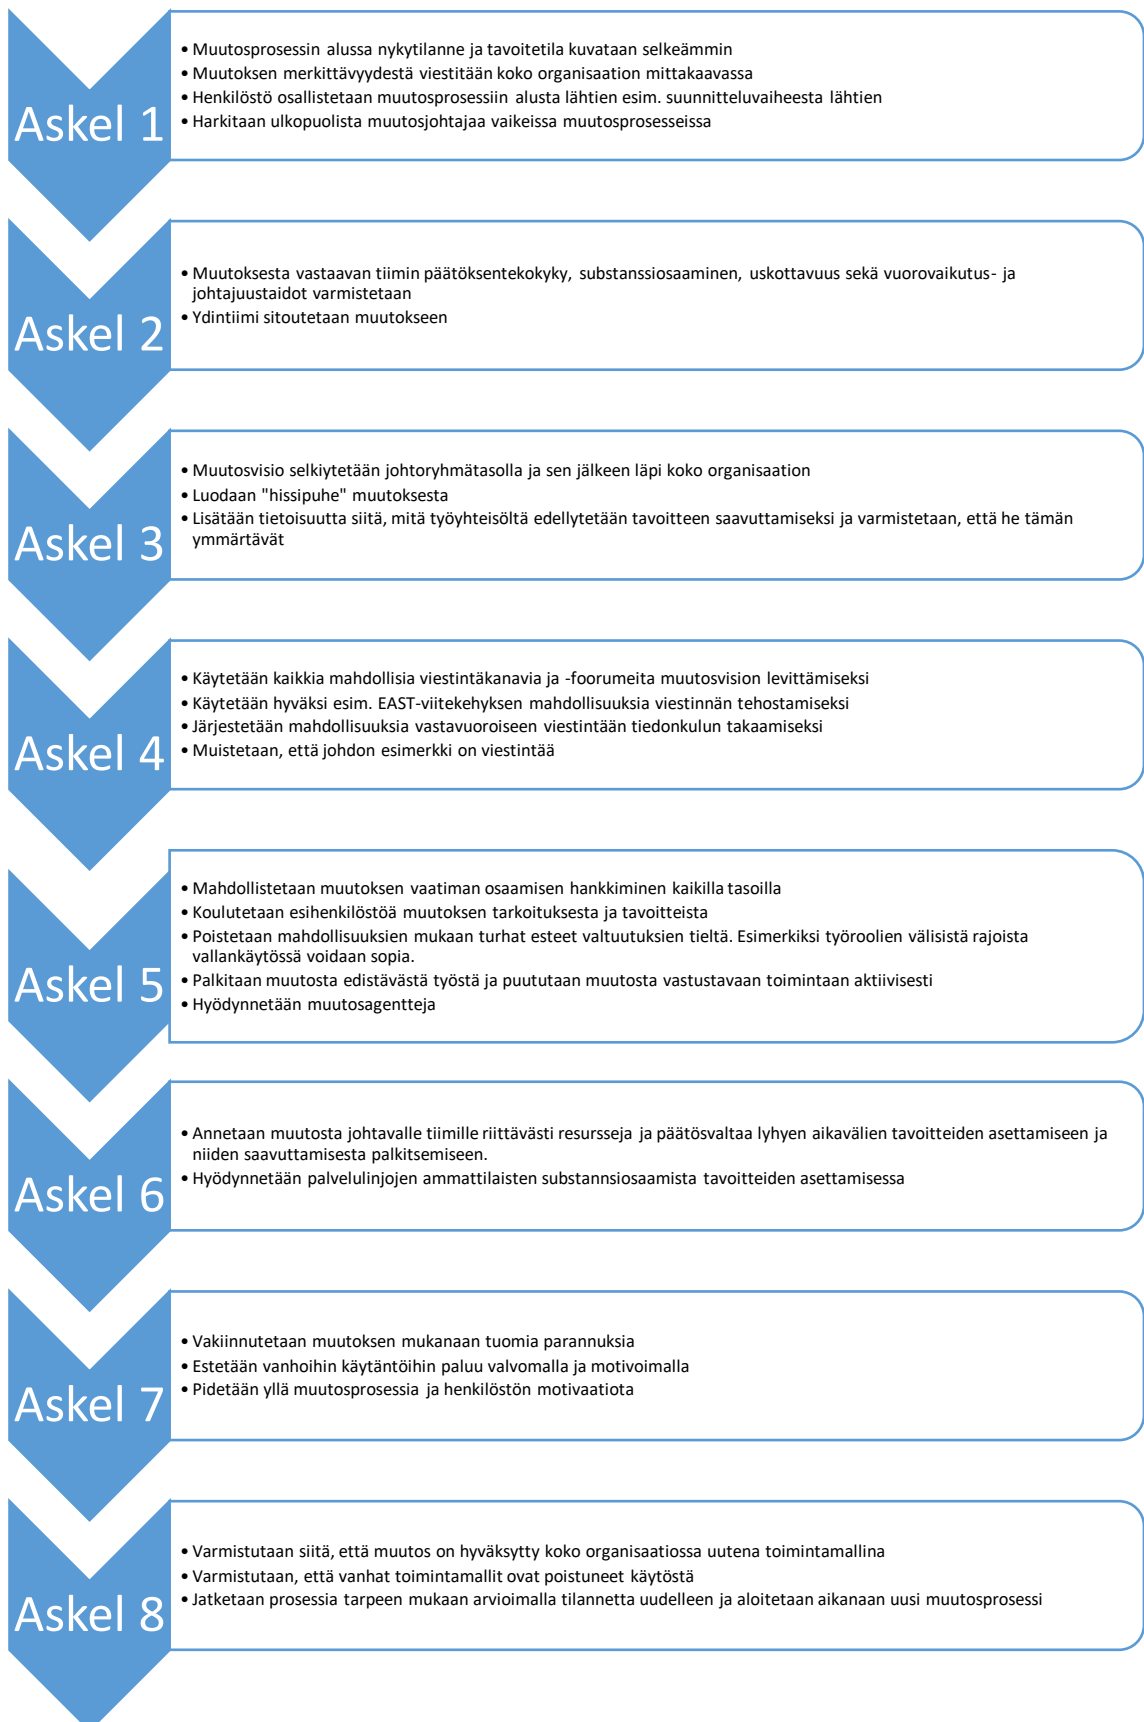 Askel 1
• Muutosprosessin alussa nykytilanne ja tavoitetila kuvataan selkeämmin
• Muutoksen merkittävyydestä viestitään koko organisaation mittakaavassa
• Henkilöstö osallistetaan muutosprosessiin alusta lähtien esim. suunnitteluvaiheesta lähtien
• Harkitaan ulkopuolista muutosjohtajaa vaikeissa muutosprosesseissa
Askel 2
• Muutoksesta vastaavan tiimin päätöksentekokyky, substanssiosaaminen, uskottavuus sekä vuorovaikutus- ja
johtajuustaidot varmistetaan
• Ydintiimi sitoutetaan muutokseen
Askel 3
• Muutosvisio selkiytetään johtoryhmätasolla ja sen jälkeen läpi koko organisaation
• Luodaan "hissipuhe" muutoksesta
• Lisätään tietoisuutta siitä, mitä työyhteisöltä edellytetään tavoitteen saavuttamiseksi ja varmistetaan, että he tämän
ymmärtävät
Askel 4
• Käytetään kaikkia mahdollisia viestintäkanavia ja -foorumeita muutosvision levittämiseksi
• Käytetään hyväksi esim. EAST-viitekehyksen mahdollisuuksia viestinnän tehostamiseksi
• Järjestetään mahdollisuuksia vastavuoroiseen viestintään tiedonkulun takaamiseksi
• Muistetaan, että johdon esimerkki on viestintää
Askel 5
• Mahdollistetaan muutoksen vaatiman osaamisen hankkiminen kaikilla tasoilla
• Koulutetaan esihenkilöstöä muutoksen tarkoituksesta ja tavoitteista
• Poistetaan mahdollisuuksien mukaan turhat esteet valtuutuksien tieltä. Esimerkiksi työroolien välisistä rajoista
vallankäytössä voidaan sopia.
• Palkitaan muutosta edistävästä työstä ja puututaan muutosta vastustavaan toimintaan aktiivisesti
• Hyödynnetään muutosagentteja
Askel 6
• Annetaan muutosta johtavalle tiimille riittävästi resursseja ja päätösvaltaa lyhyen aikavälien tavoitteiden asettamiseen ja
niiden saavuttamisesta palkitsemiseen.
• Hyödynnetään palvelulinjojen ammattilaisten substannsiosaamista tavoitteiden asettamisessa
Askel 7
• Vakiinnutetaan muutoksen mukanaan tuomia parannuksia
• Estetään vanhoihin käytäntöihin paluu valvomalla ja motivoimalla
• Pidetään yllä muutosprosessia ja henkilöstön motivaatiota
Askel 8
• Varmistutaan siitä, että muutos on hyväksytty koko organisaatiossa uutena toimintamallina
• Varmistutaan, että vanhat toimintamallit ovat poistuneet käytöstä
• Jatketaan prosessia tarpeen mukaan arvioimalla tilannetta uudelleen ja aloitetaan aikanaan uusi muutosprosessi